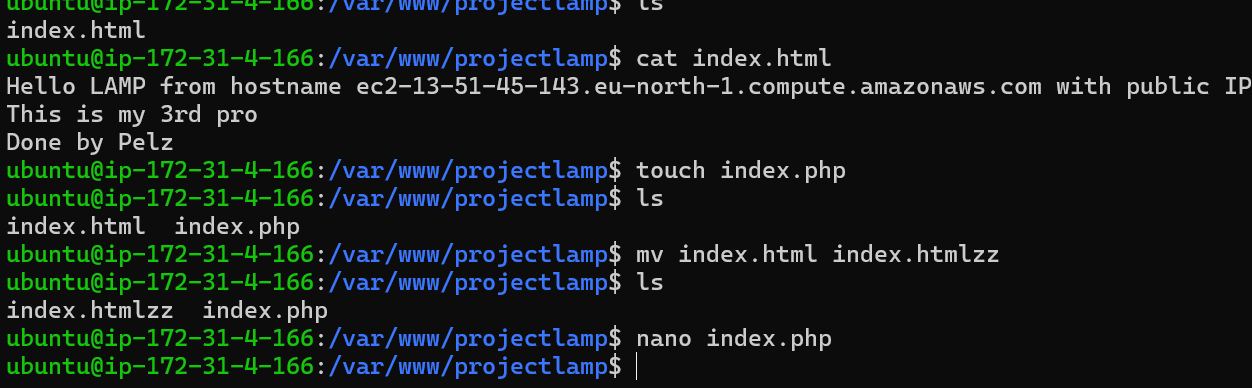 ubuntu@ip-172-31-4-166:/var/www/projectlamp$ ls
index.html
ubuntu@ip-172-31-4-166:/var/www/projectlamp$ cat index.html
Hello LAMP from hostname ec2-13-51-45-143.eu-north-1.compute.amazonaws.com with public IP
This is my 3rd pro
Done by Pelz
ubuntu@ip-172-31-4-166:/var/www/projectlamp$ touch index.php
ubuntu@ip-172-31-4-166:/var/www/projectlamp$ ls
index.html  index.php
ubuntu@ip-172-31-4-166:/var/www/projectlamp$ mv index.html index.htmlzz
ubuntu@ip-172-31-4-166:/var/www/projectlamp$ ls
index.htmlzz  index.php
ubuntu@ip-172-31-4-166:/var/www/projectlamp$ nano index.php
ubuntu@ip-172-31-4-166:/var/www/projectlamp$